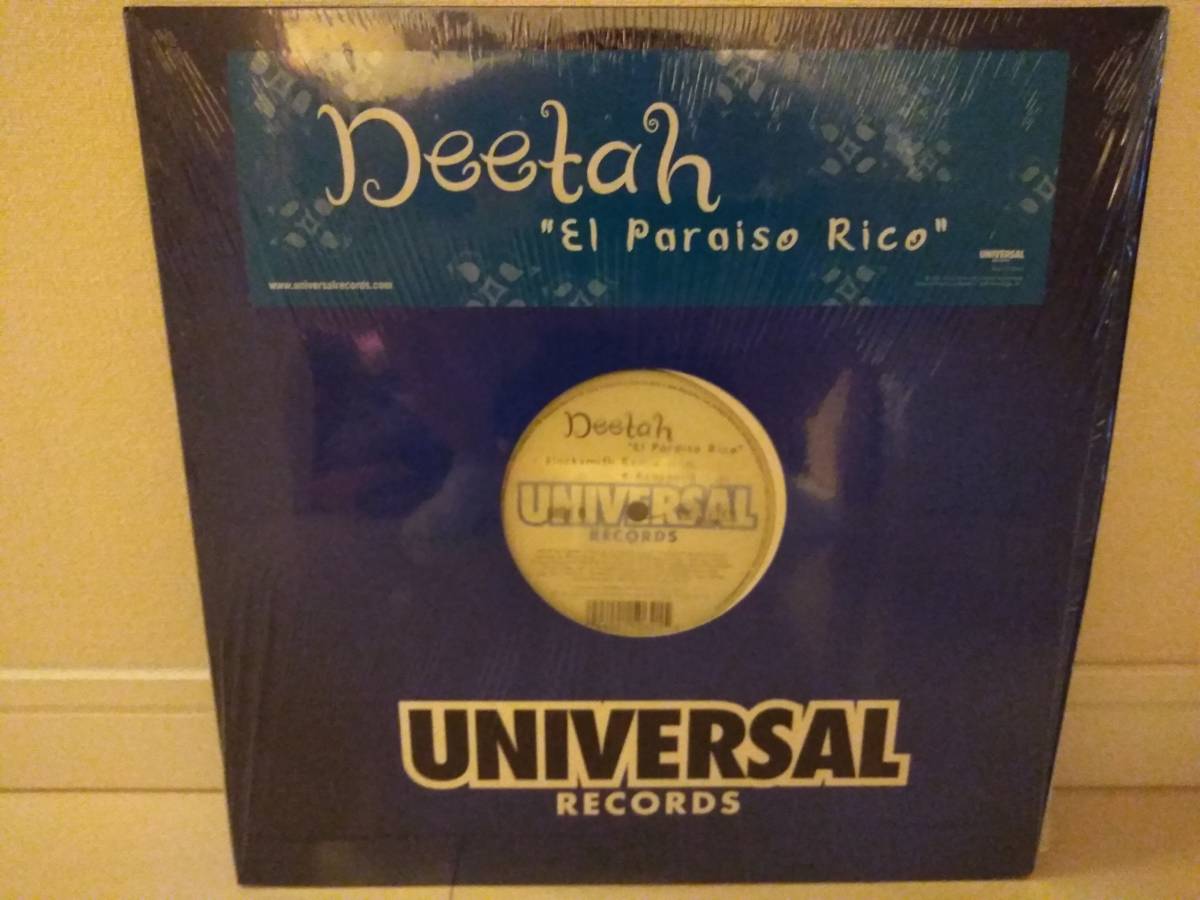 Deetah
"El Paraiso Rico"
UNIVERSAL
www.universalrecords.com
Deetah
"El Paraiso Rico"
UNIVERSAL
RECORDS
UNIVERSAL
RECORDS